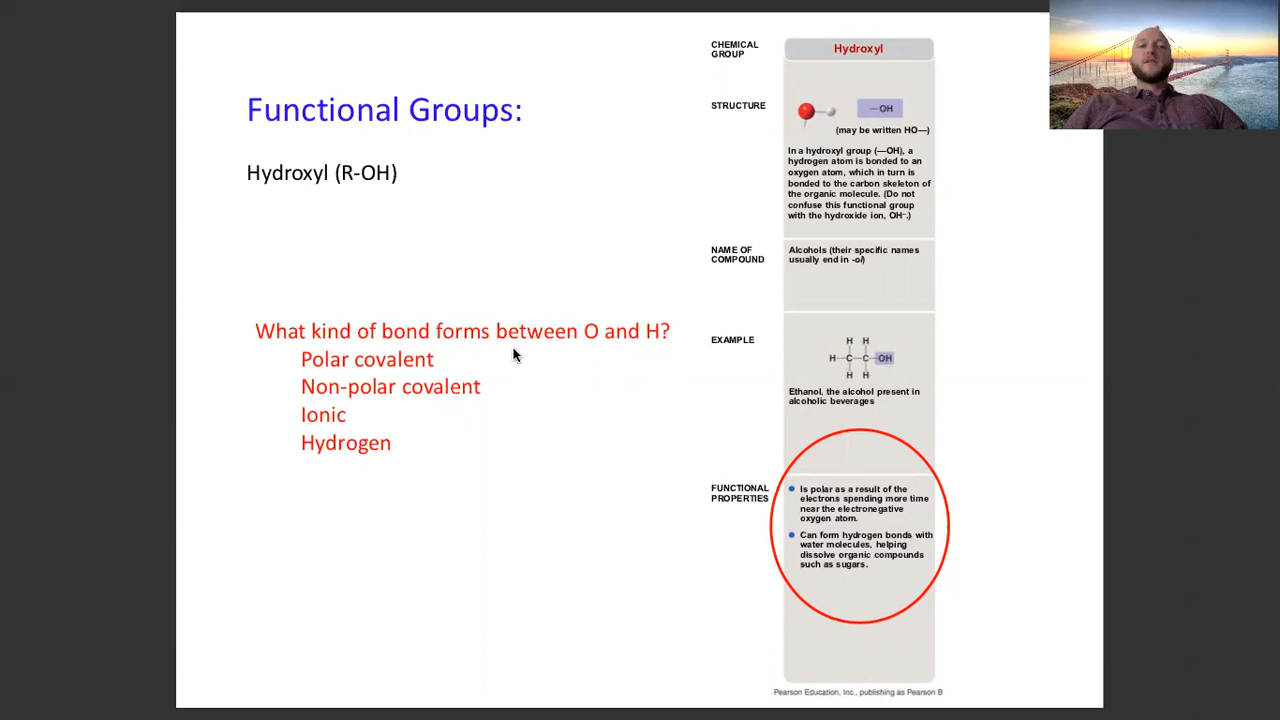 Functional Groups:
Hydroxyl (R-OH)
What kind of bond forms between O and H?
Polar covalent
Non-polar covalent
Ionic
Hydrogen
CHEMICAL
GROUP
Hydroxyl
STRUCTURE
—OH
(may be written HO—)
In a hydroxyl group (—OH), a
hydrogen atom is bonded to an
oxygen atom, which in turn is
bonded to the carbon skeleton of
the organic molecule. (Do not
confuse this functional group
with the hydroxide ion, OH⁻.)
NAME OF
COMPOUND
Alcohols (their specific names
usually end in -ol)
EXAMPLE
H H
H—C—C—OH
H H
Ethanol, the alcohol present in
alcoholic beverages
FUNCTIONAL
PROPERTIES
Is polar as a result of the
electrons spending more time
near the electronegative
oxygen atom.
Can form hydrogen bonds with
water molecules, helping
dissolve organic compounds
such as sugars.
Pearson Education, Inc., publishing as Pearson B